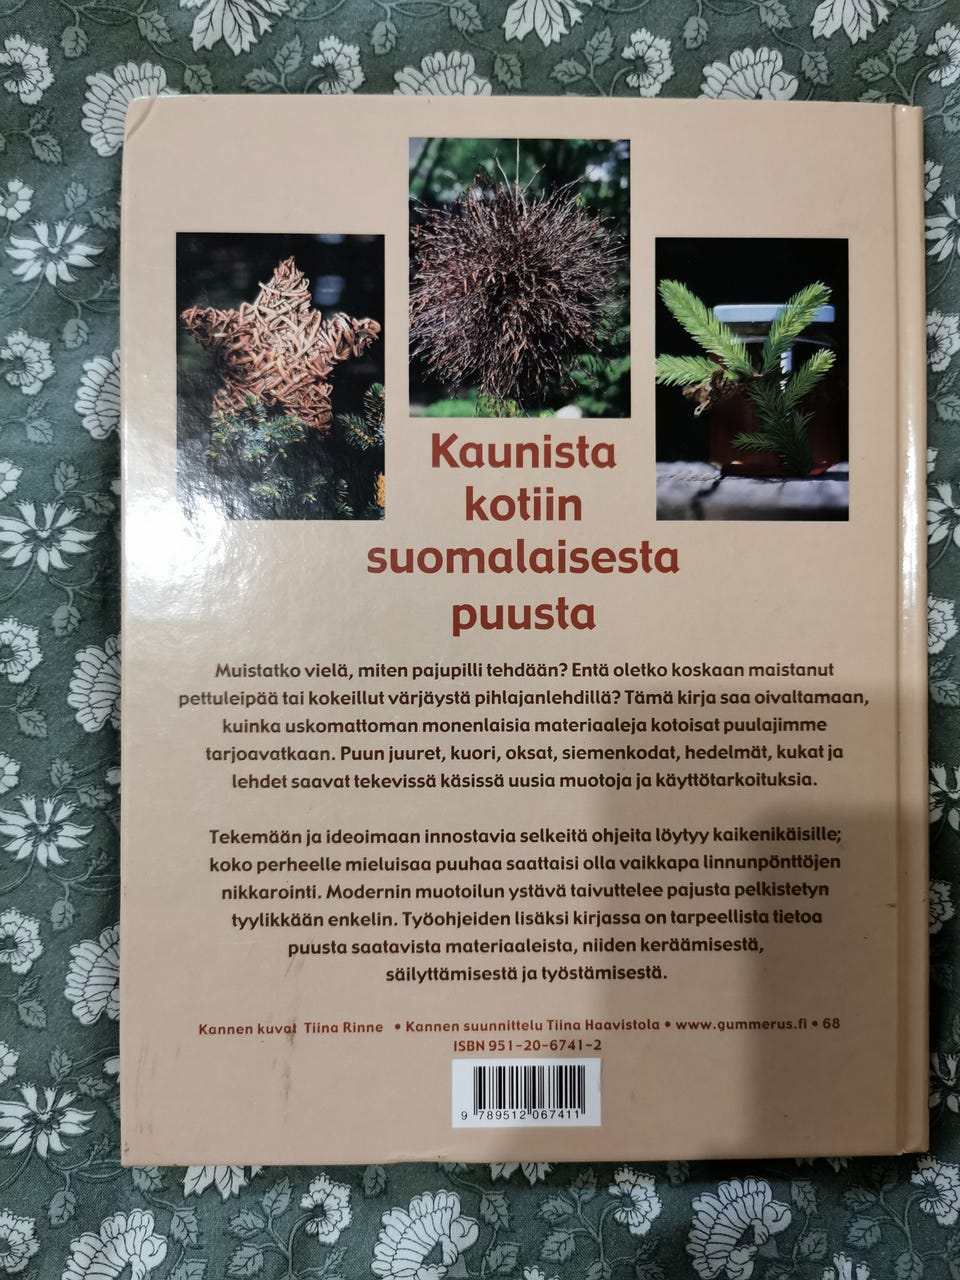 Kaunista
kotiin
suomalaisesta
puusta
Muistatko vielä, miten pajupilli tehdään? Entä oletko koskaan maistanut
pettuleipää tai kokeillut värjäystä pihlajanlehdillä? Tämä kirja saa oivaltamaan,
kuinka uskomattoman monenlaisia materiaaleja kotoisat puulajimme
tarjoavatkaan. Puun juuret, kuori, oksat, siemenkodat, hedelmät, kukat ja
lehdet saavat tekevissä käsissä uusia muotoja ja käyttötarkoituksia.
Tekemään ja ideoimaan innostavia selkeitä ohjeita löytyy kaikenikäisille;
koko perheelle mieluisaa puuhaa saattaisi olla vaikkapa linnunpönttöjen
nikkarointi. Modernin muotoilun ystävä taivuttelee pajusta pelkistetyn
tyylikkään enkelin. Työohjeiden lisäksi kirjassa on tarpeellista tietoa
puusta saatavista materiaaleista, niiden keräämisestä,
säilyttämisestä ja työstämisestä.
Kannen kuvat Tiina Rinne • Kannen suunnittelu Tiina Haavistola • www.gummerus.fi • 68
ISBN 951-20-6741-2
9 789512 067411